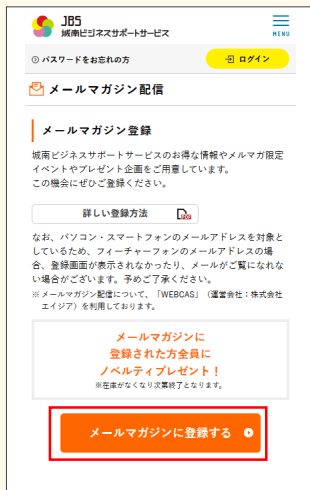 JBS
城南ビジネスサポートサービス
MENU
パスワードをお忘れの方
ログイン
メールマガジン配信
メールマガジン登録
城南ビジネスサポートサービスのお得な情報やメルマガ限定
イベントやプレゼント企画をご用意しています。
この機会にぜひご登録ください。
詳しい登録方法
PDF
なお、パソコン・スマートフォンのメールアドレスを対象と
しているため、フィーチャーフォンのメールアドレスの場
合、登録画面が表示されなかったり、メールがご覧になれな
い場合がございます。予めご了承ください。
※メールマガジン配信について、「WEBCAS」（運営会社：株式会社
エイジア）を利用しております。
メールマガジンに
登録された方全員に
ノベルティプレゼント！
※在庫がなくなり次第終了となります。
メールマガジンに登録する